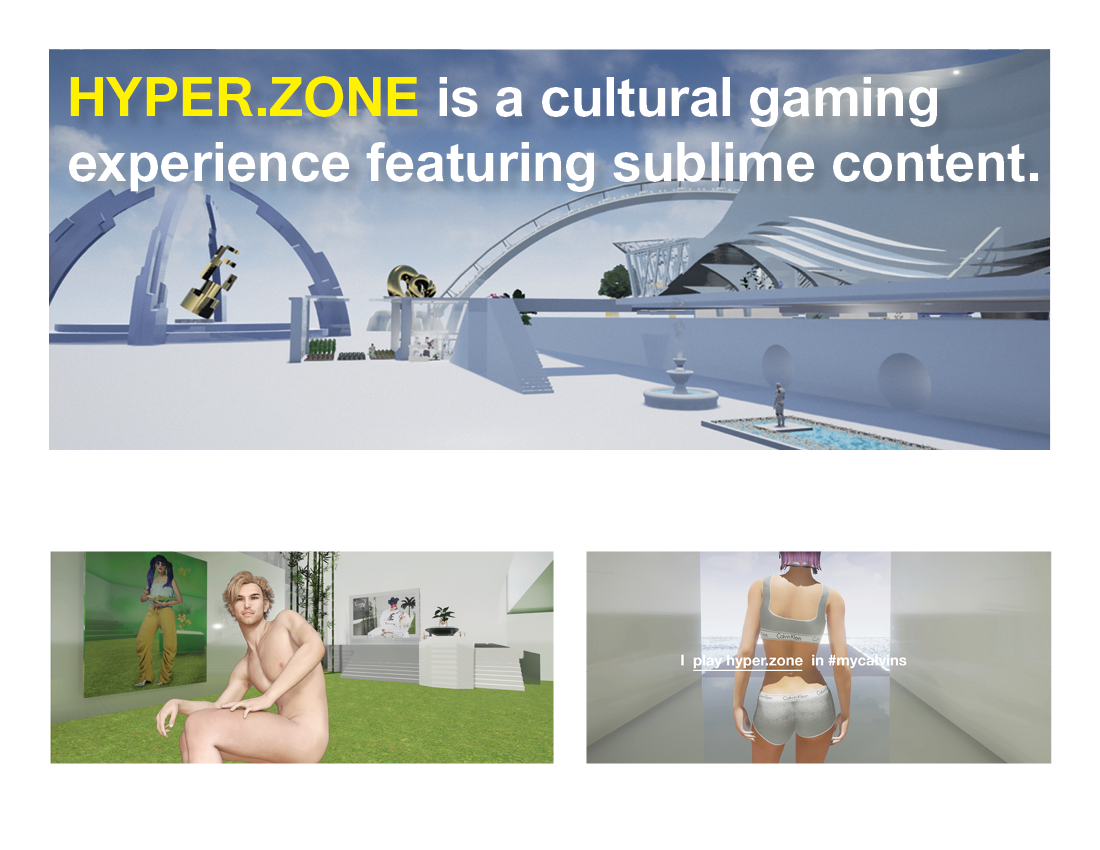 HYPER.ZONE is a cultural gaming
experience featuring sublime content.
Calvin Klein
I play hyper.zone in #mycalvins
Calvin Klein